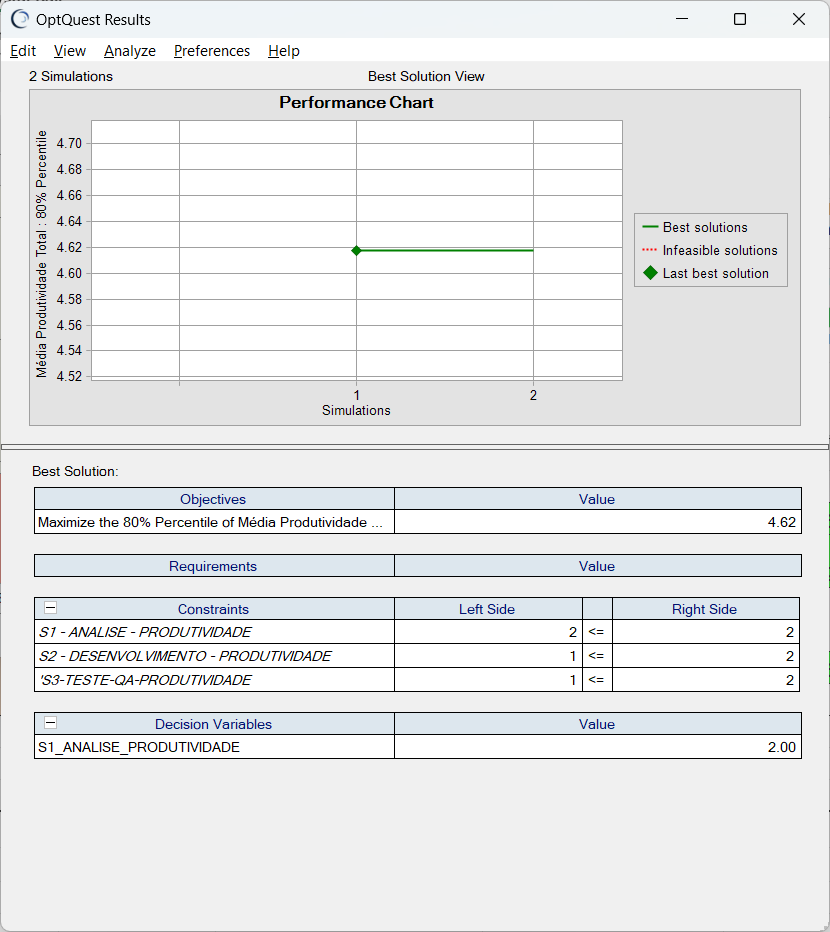 OptQuest Results
Edit View Analyze Preferences Help
2 Simulations Best Solution View
Performance Chart
Média Produtividade Total : 80% Percentile
4.70
4.68
4.66
4.64
4.62
4.60
4.58
4.56
4.54
4.52
1 2
Simulations
Best solutions
Infeasible solutions
Last best solution
Best Solution:
Objectives Value
Maximize the 80% Percentile of Média Produtividade ... 4.62
Requirements Value
Constraints Left Side Right Side
S1 - ANALISE - PRODUTIVIDADE 2 <= 2
S2 - DESENVOLVIMENTO - PRODUTIVIDADE 1 <= 2
'S3-TESTE-QA-PRODUTIVIDADE 1 <= 2
Decision Variables Value
S1_ANALISE_PRODUTIVIDADE 2.00